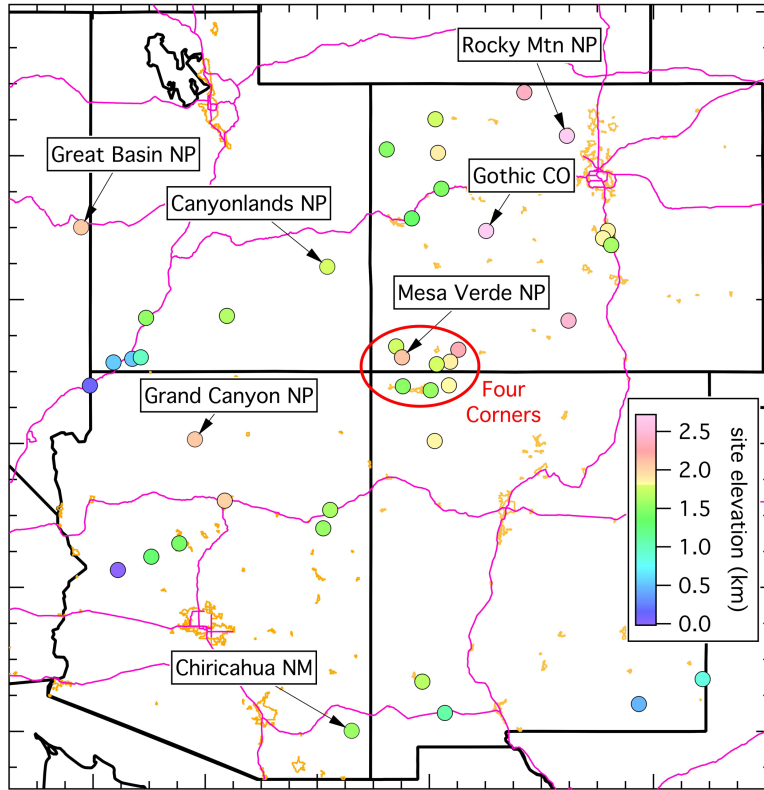 Rocky Mtn NP
Great Basin NP
Gothic CO
Canyonlands NP
Mesa Verde NP
Grand Canyon NP
Four
Corners
2.5
2.0
1.5
1.0
0.5
0.0
site elevation (km)
Chiricahua NM